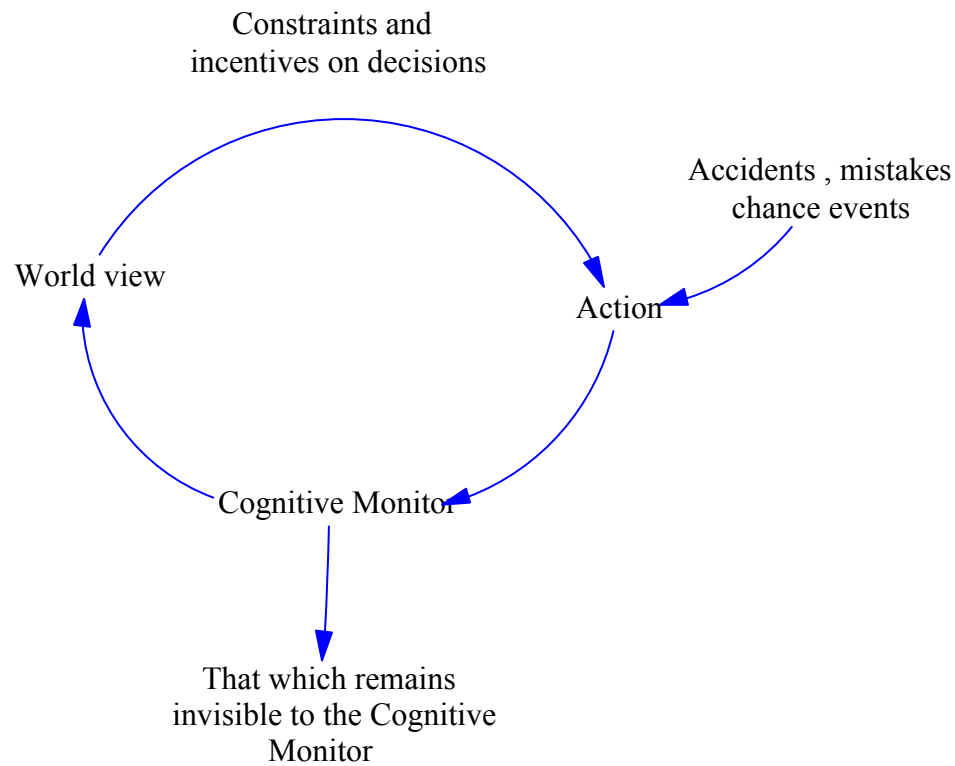 Constraints and
incentives on decisions
Accidents , mistakes
chance events
World view
Action
Cognitive Monitor
That which remains
invisible to the Cognitive
Monitor